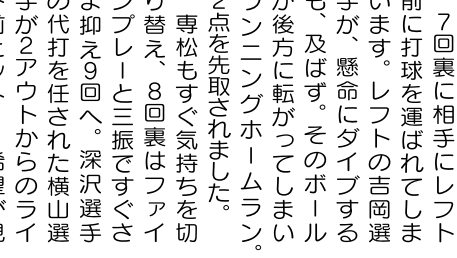 ７回裏に相手にレフト
前に打球を運ばれてしま
います。レフトの吉岡選
手が、懸命にダイブする
も、及ばず。そのボール
が後方に転がってしまい
ランニングホームラン。
２点を先取されました。
専松もすぐ気持ちを切
り替え、８回裏はファイ
ンプレーと三振ですぐさ
ま抑え９回へ。深沢選手
の代打を任された横山選
手が２アウトからのライ